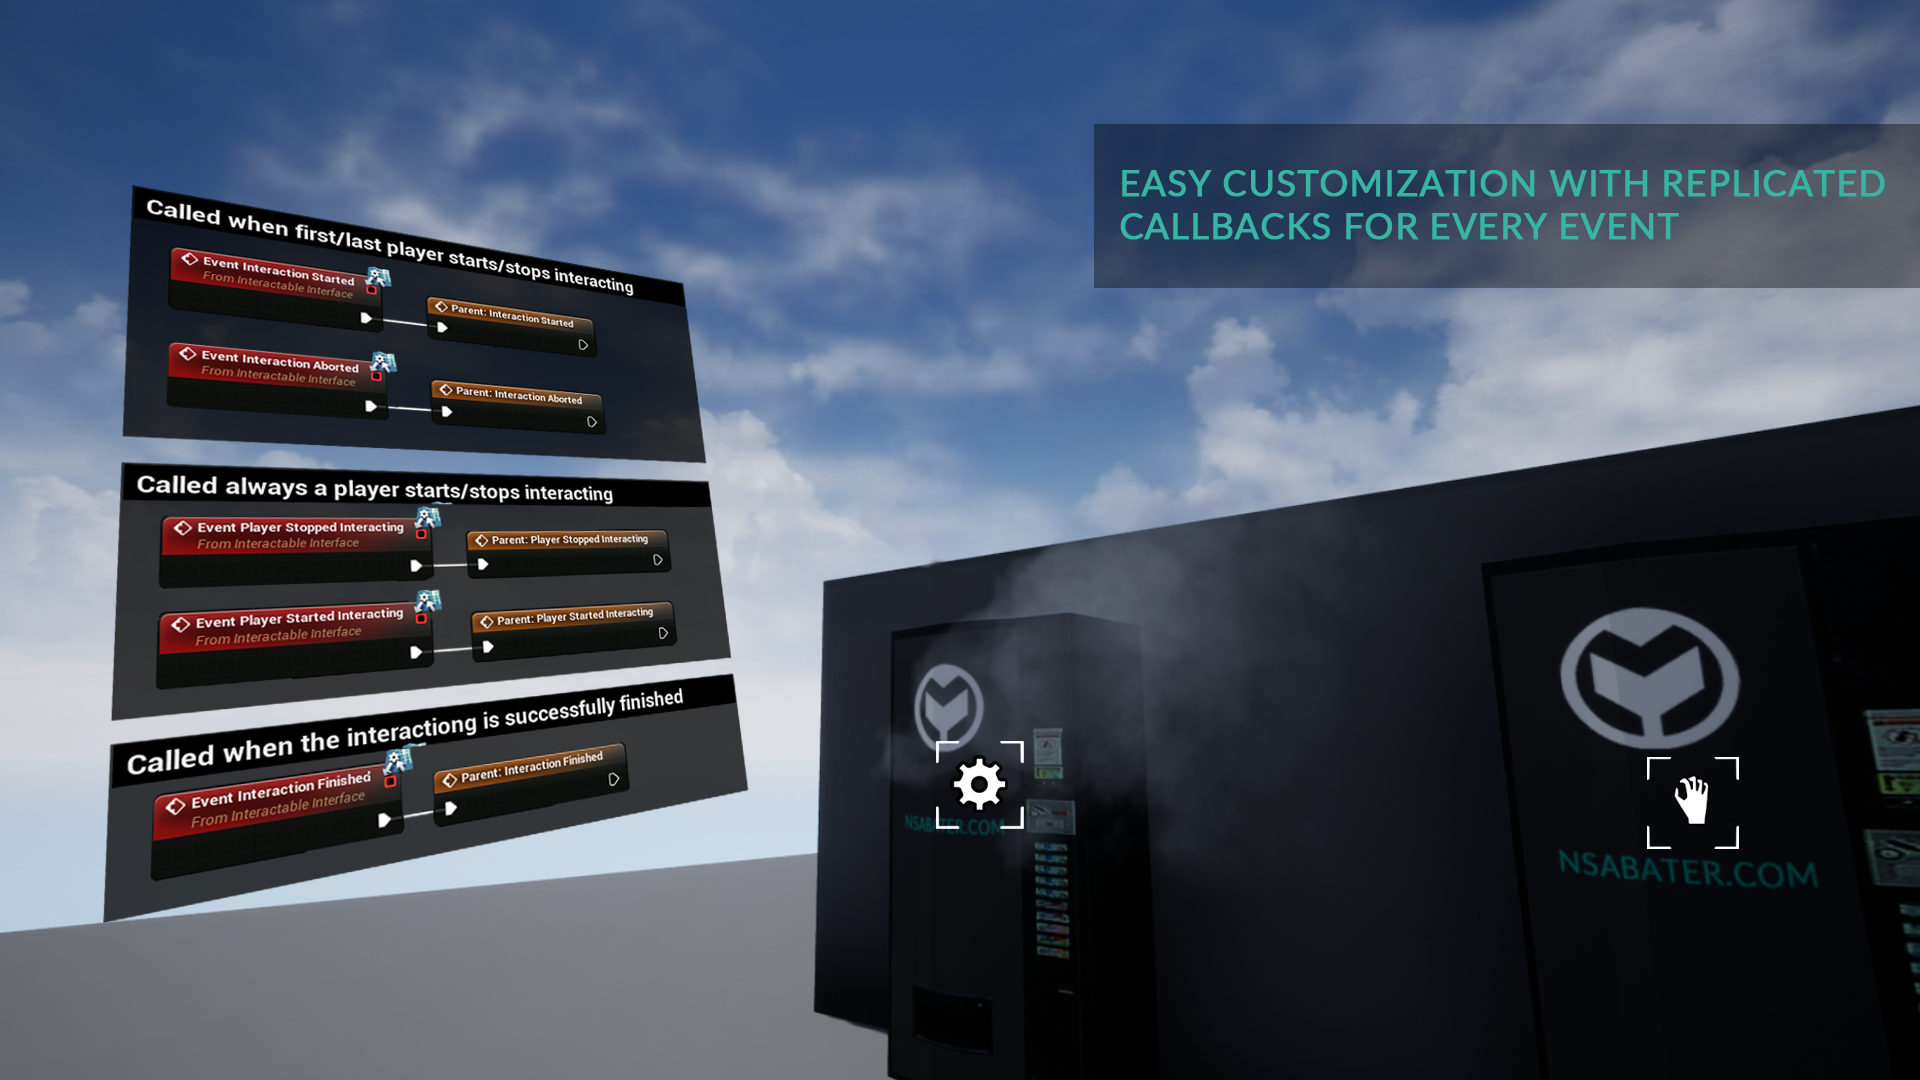 EASY CUSTOMIZATION WITH REPLICATED
CALLBACKS FOR EVERY EVENT
Called when first/last player starts/stops interacting
Event Interaction Started
From Interactable Interface
Parent: Interaction Started
Event Interaction Aborted
From Interactable Interface
Parent: Interaction Aborted
Called always a player starts/stops interacting
Event Player Stopped Interacting
From Interactable Interface
Parent: Player Stopped Interacting
Event Player Started Interacting
From Interactable Interface
Parent: Player Started Interacting
Called when the interactiong is successfully finished
Event Interaction Finished
From Interactable Interface
Parent: Interaction Finished
NSABATER.COM
NSABATER.COM